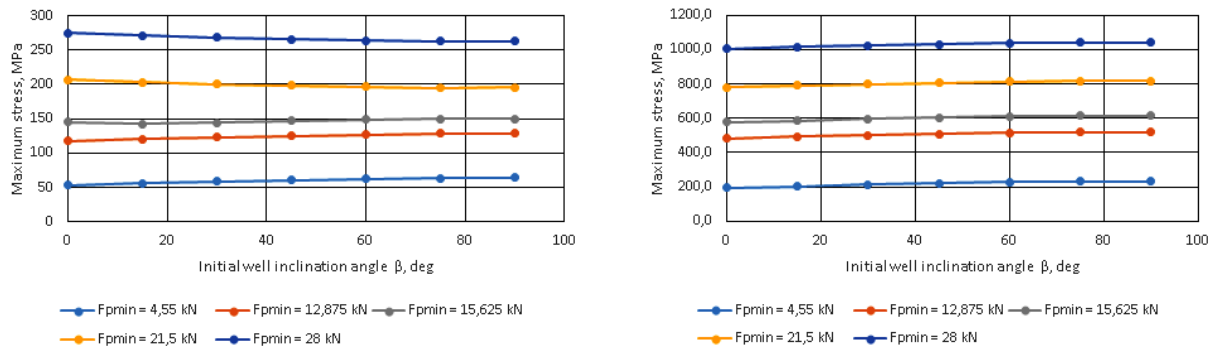 Maximum stress, MPa
300
250
200
150
100
50
0
0 20 40 60 80 100
Initial well inclination angle β, deg
Fpmin = 4,55 kN Fpmin = 12,875 kN Fpmin = 15,625 kN
Fpmin = 21,5 kN Fpmin = 28 kN
Maximum stress, MPa
1200,0
1000,0
800,0
600,0
400,0
200,0
0,0
0 20 40 60 80 100
Initial well inclination angle β, deg
Fpmin = 4,55 kN Fpmin = 12,875 kN Fpmin = 15,625 kN
Fpmin = 21,5 kN Fpmin = 28 kN